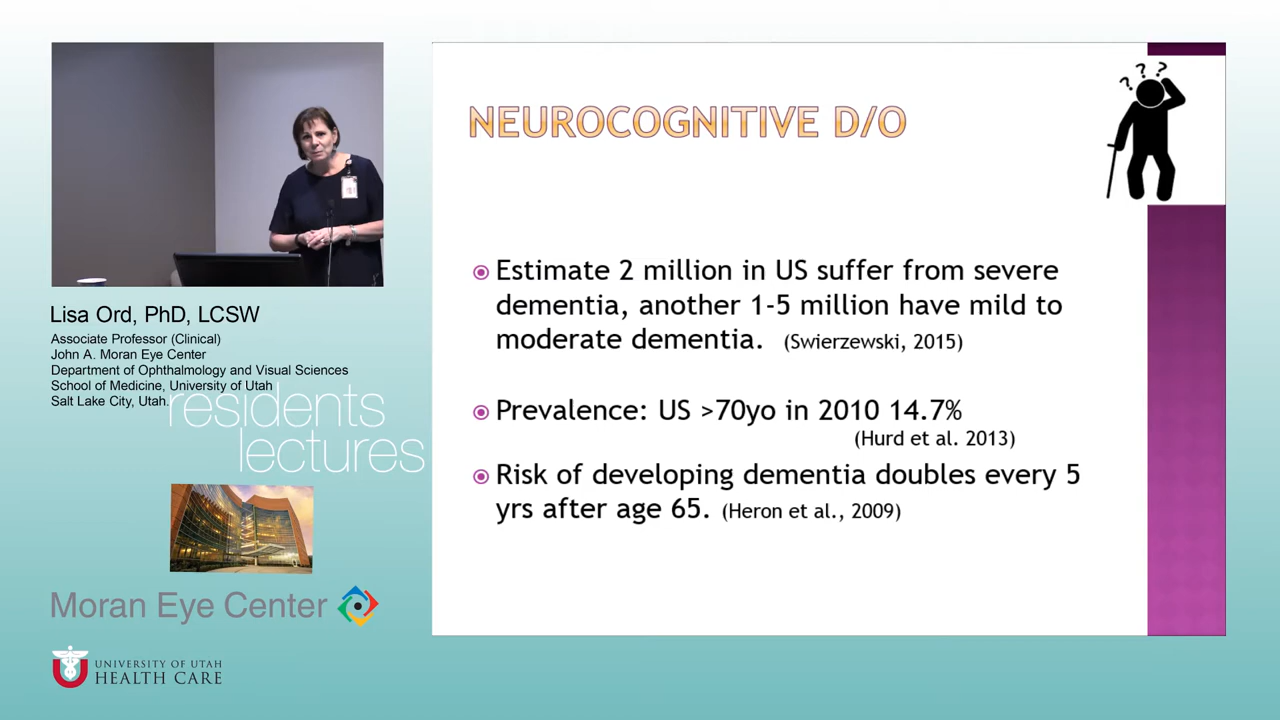 Lisa Ord, PhD, LCSW
Associate Professor (Clinical)
John A. Moran Eye Center
Department of Ophthalmology and Visual Sciences
School of Medicine, University of Utah
Salt Lake City, Utah.
residents
lectures
Moran Eye Center
UNIVERSITY OF UTAH
HEALTH CARE
NEUROCOGNITIVE D/O
? ? ?
Estimate 2 million in US suffer from severe
dementia, another 1-5 million have mild to
moderate dementia. (Swierzewski, 2015)
Prevalence: US >70yo in 2010 14.7%
(Hurd et al. 2013)
Risk of developing dementia doubles every 5
yrs after age 65. (Heron et al., 2009)